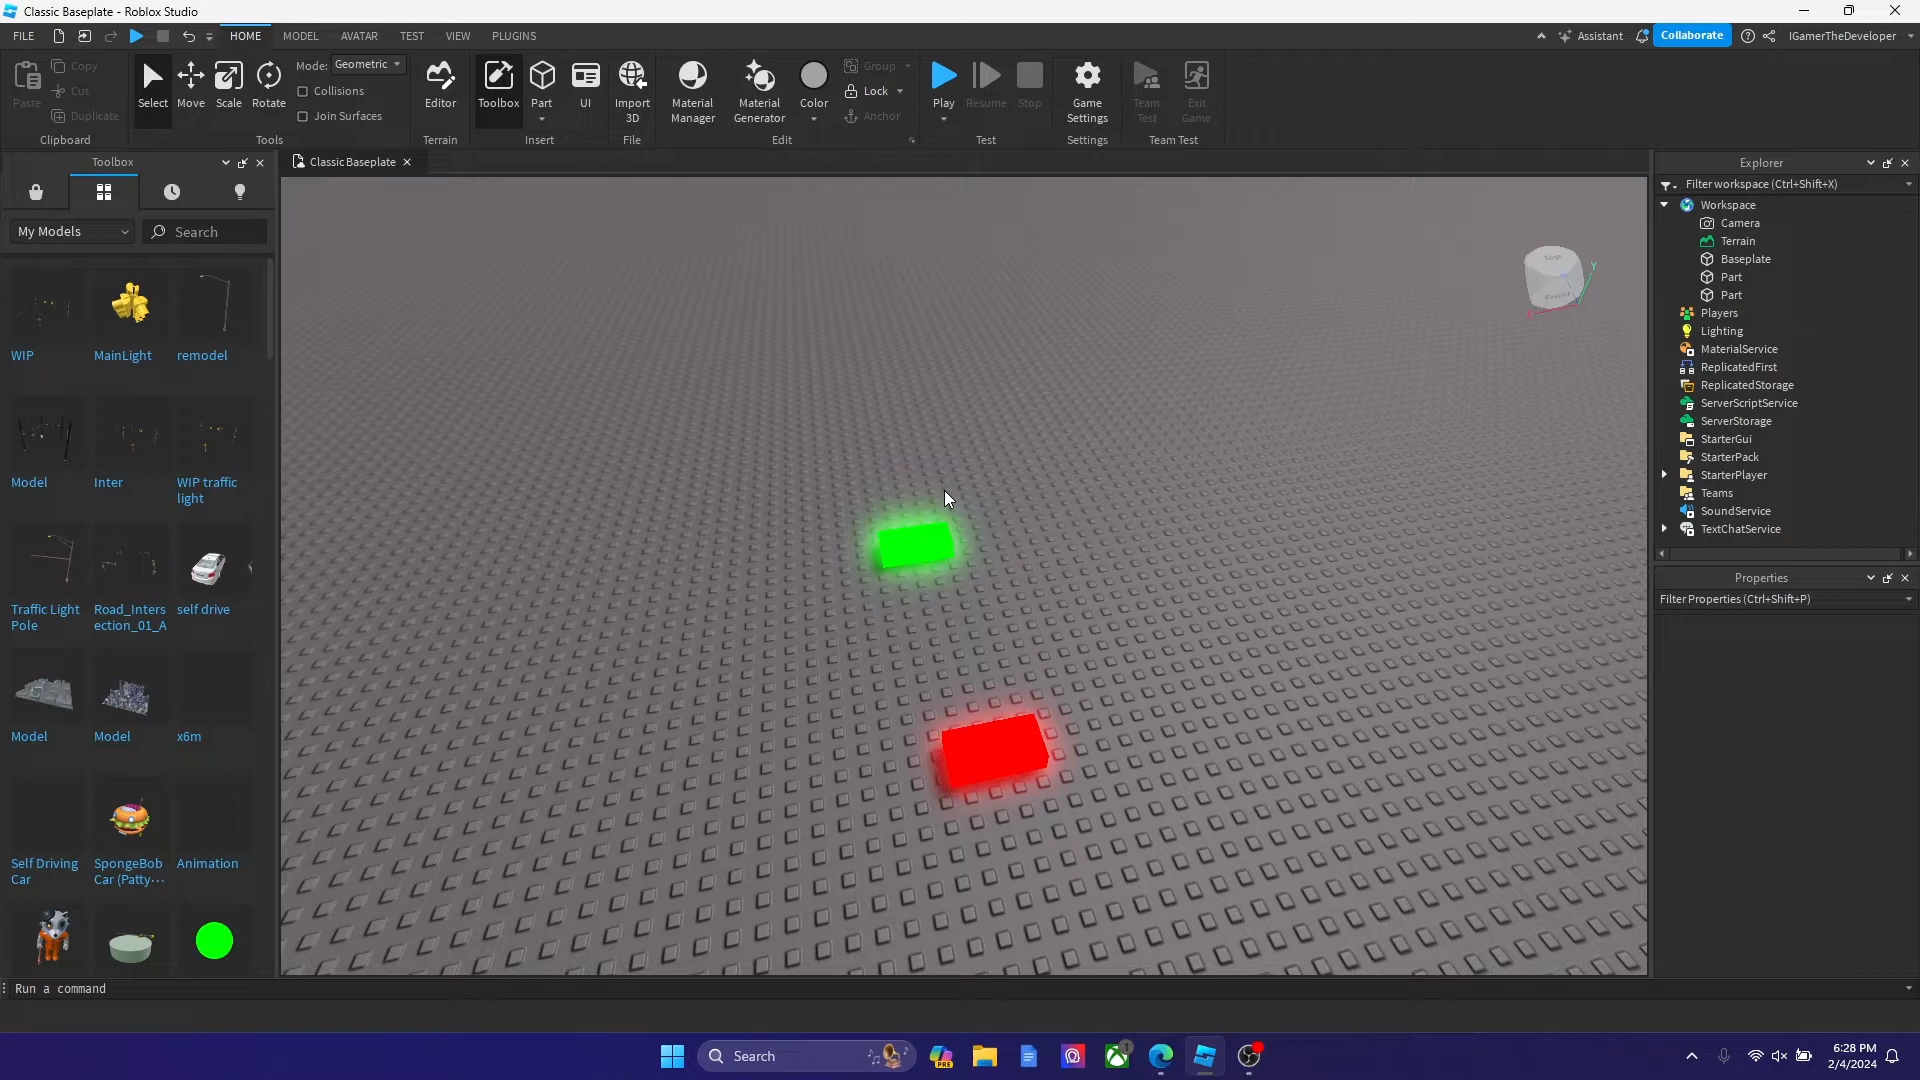 Classic Baseplate - Roblox Studio
FILE
HOME
MODEL
AVATAR
TEST
VIEW
PLUGINS
Assistant
Collaborate
IGamerTheDeveloper
Paste
Copy
Cut
Duplicate
Clipboard
Select
Move
Scale
Rotate
Mode:
Geometric
Collisions
Join Surfaces
Tools
Editor
Terrain
Toolbox
Part
UI
Insert
Import
3D
File
Material
Manager
Material
Generator
Color
Group
Lock
Anchor
Edit
Play
Resume
Stop
Test
Game
Settings
Settings
Team
Test
Exit
Game
Team Test
Toolbox
My Models
Search
WIP
MainLight
remodel
Model
Inter
WIP traffic
light
Traffic Light
Pole
Road_Inters
ection_01_A
self drive
Model
Model
x6m
Self Driving
Car
SpongeBob
Car (Patty···
Animation
Classic Baseplate
Top
Front
Y
Explorer
Filter workspace (Ctrl+Shift+X)
Workspace
Camera
Terrain
Baseplate
Part
Part
Players
Lighting
MaterialService
ReplicatedFirst
ReplicatedStorage
ServerScriptService
ServerStorage
StarterGui
StarterPack
StarterPlayer
Teams
SoundService
TextChatService
Properties
Filter Properties (Ctrl+Shift+P)
Run a command
Search
PRE
1
6:28 PM
2/4/2024